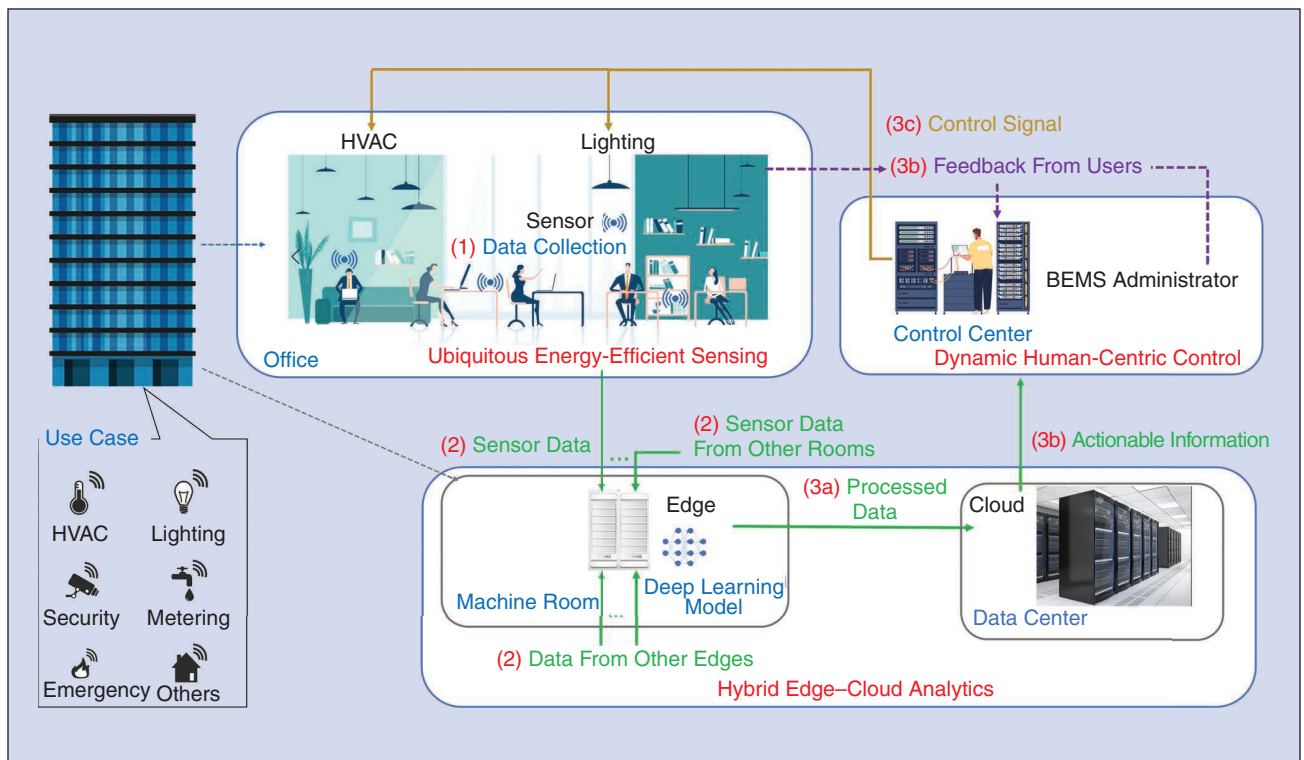 HVAC
Lighting
Sensor
(1) Data Collection
Office
Ubiquitous Energy-Efficient Sensing
(3c) Control Signal
(3b) Feedback From Users
BEMS Administrator
Control Center
Dynamic Human-Centric Control
Use Case
HVAC
Lighting
Security
Metering
Emergency
Others
(2) Sensor Data
...
(2) Sensor Data
From Other Rooms
(3b) Actionable Information
Edge
Machine Room
Deep Learning
Model
...
(2) Data From Other Edges
(3a) Processed
Data
Cloud
Data Center
Hybrid Edge–Cloud Analytics